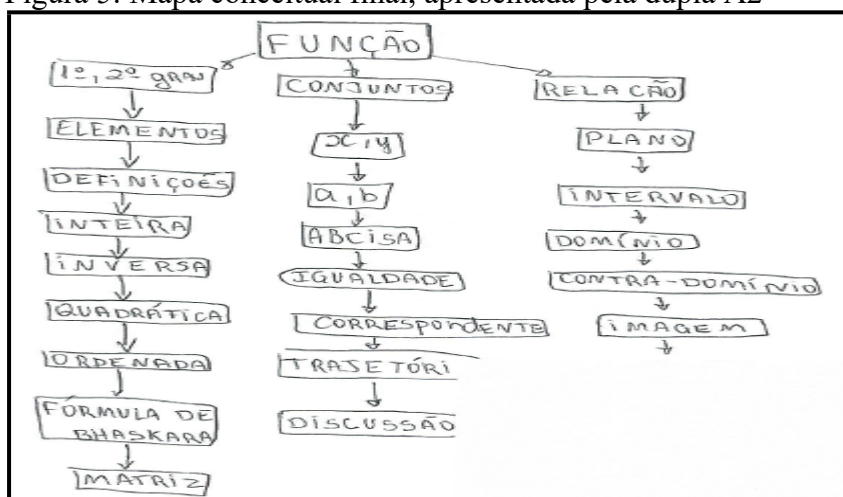 Figura 5: Mapa conceitual final, apresentada pela dupla A2
FUNÇÃO
1º, 2º grau
ELEMENTOS
DEFINIÇÕES
INTEIRA
INVERSA
QUADRÁTICA
ORDENADA
FÓRMULA DE
BHASKARA
MATRIZ
CONJUNTOS
x, y
a, b
ABCISA
IGUALDADE
CORRESPONDENTE
TRAJETÓRI
DISCUSSÃO
RELAÇÃO
PLANO
INTERVALO
DOMÍNIO
CONTRA-DOMÍNIO
IMAGEM